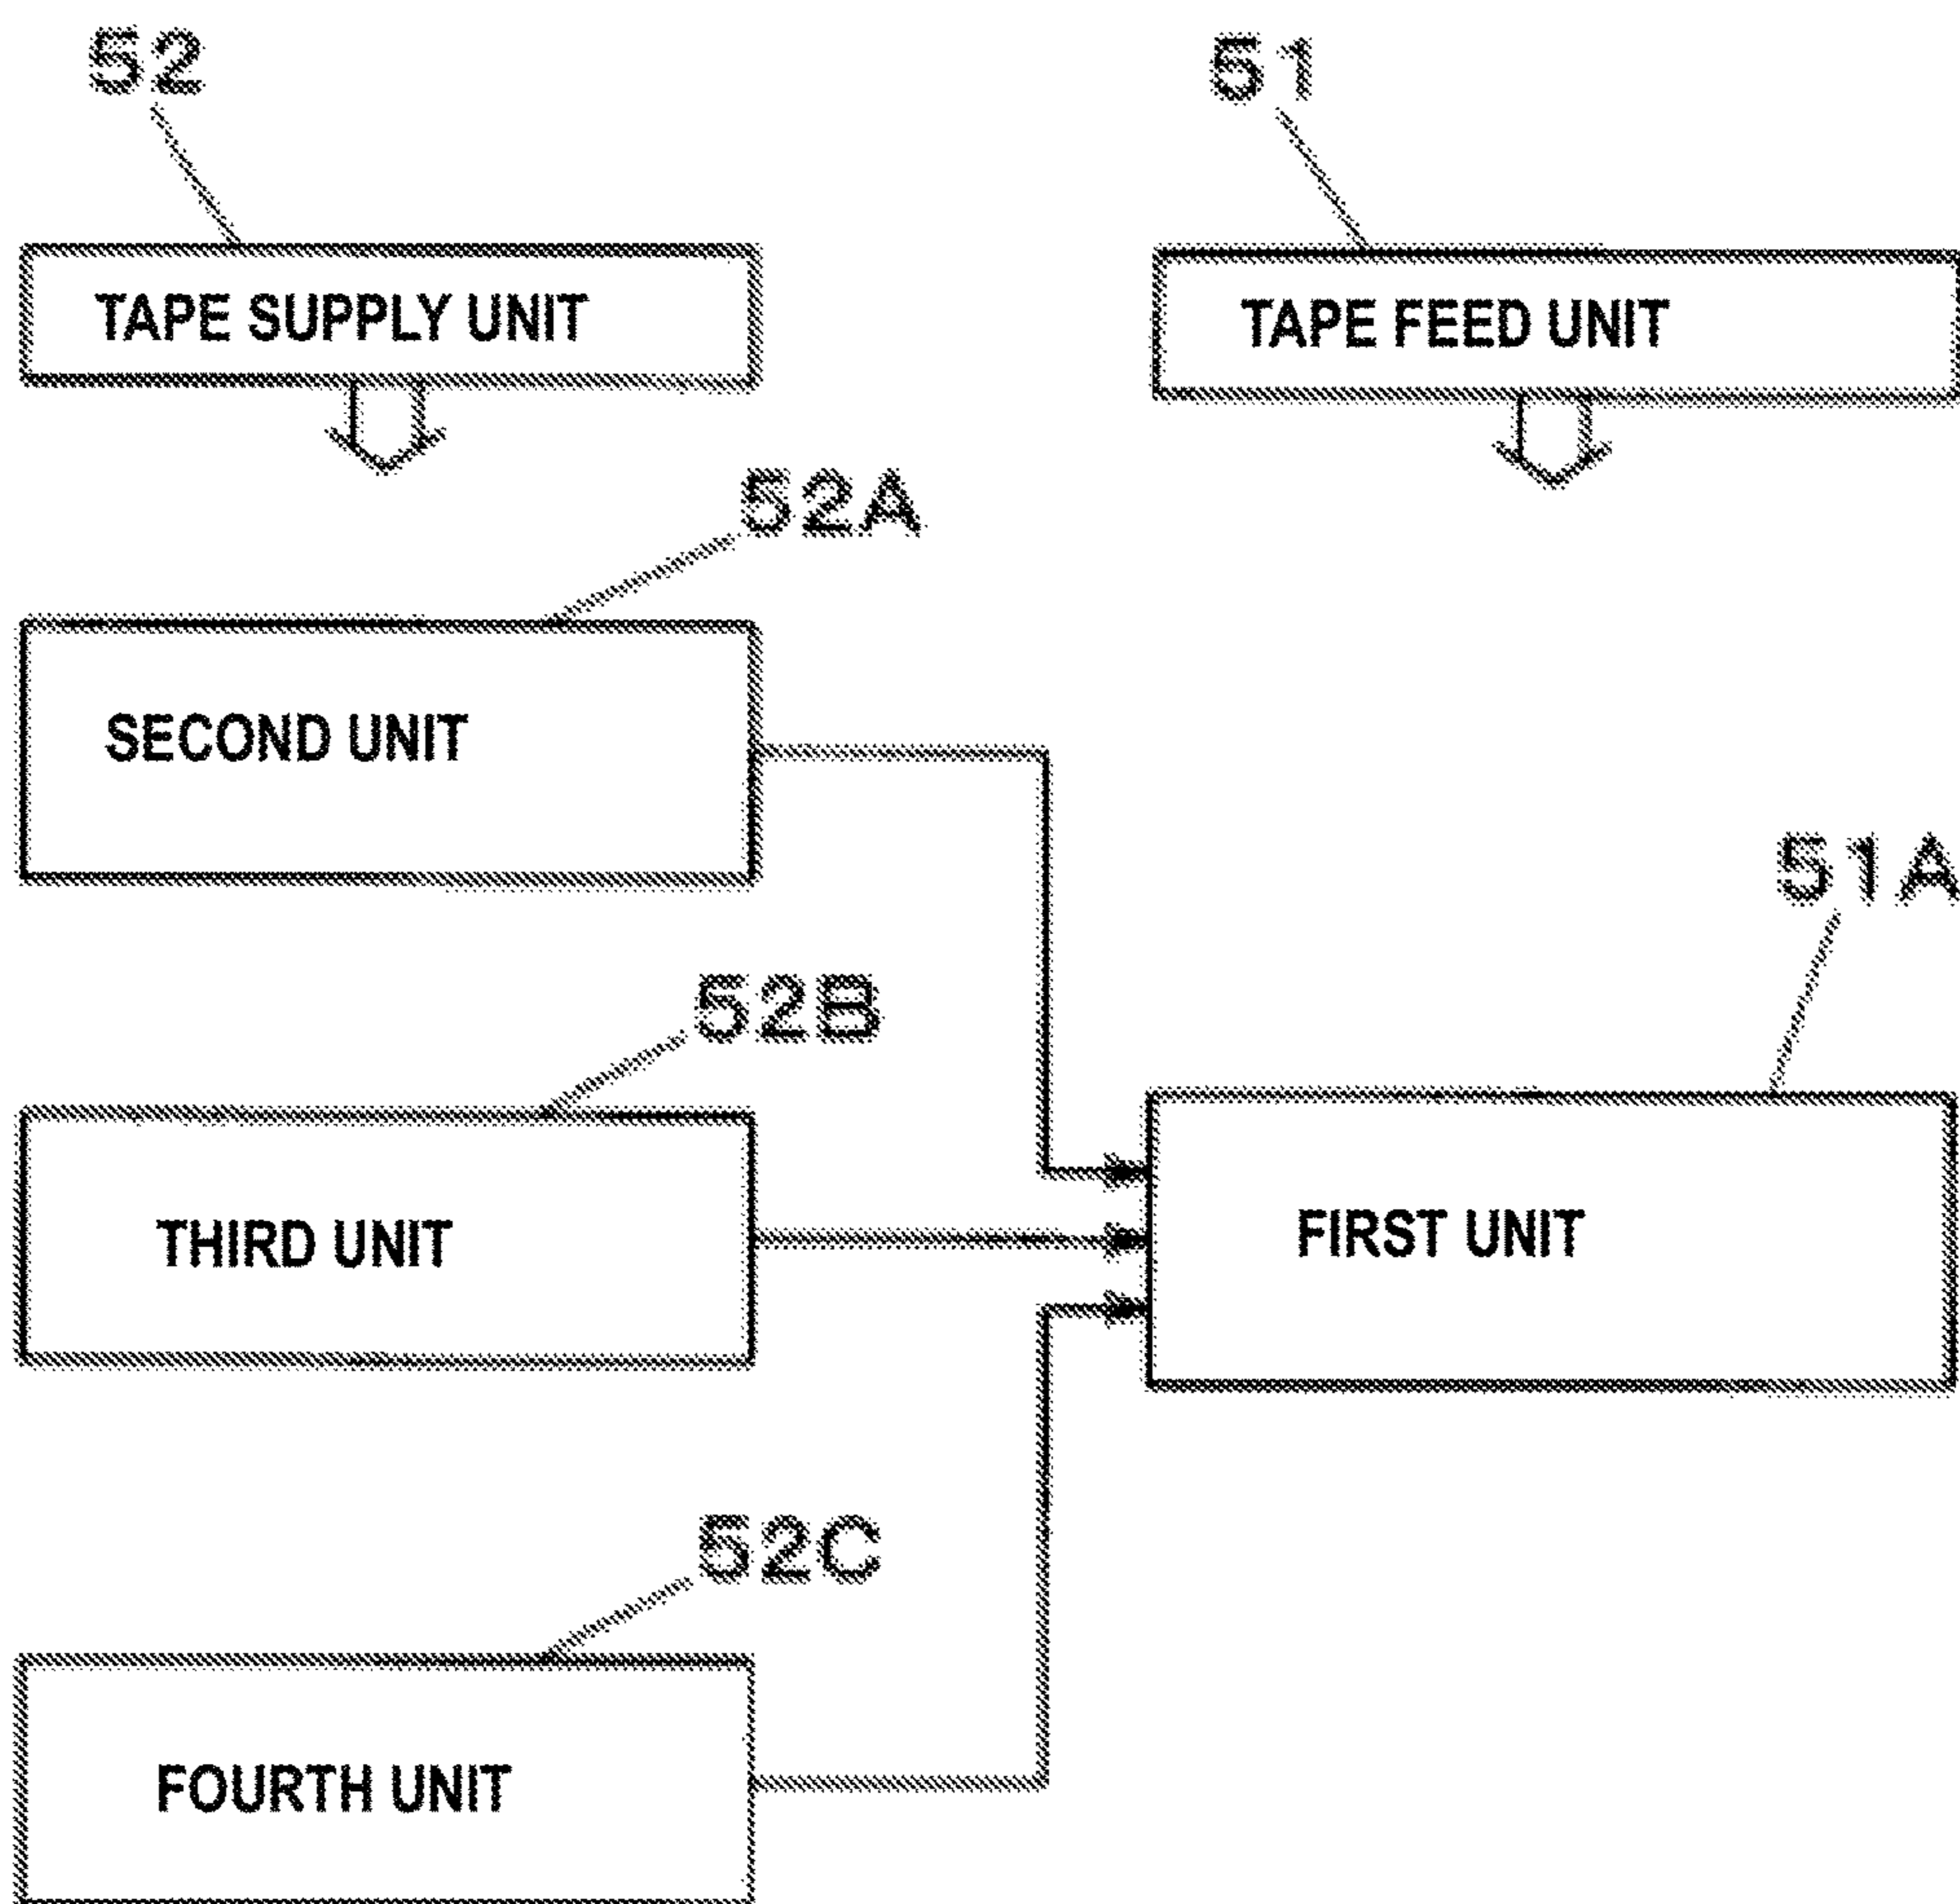 52
51
TAPE SUPPLY UNIT
TAPE FEED UNIT
52A
SECOND UNIT
51A
52B
THIRD UNIT
FIRST UNIT
52C
FOURTH UNIT